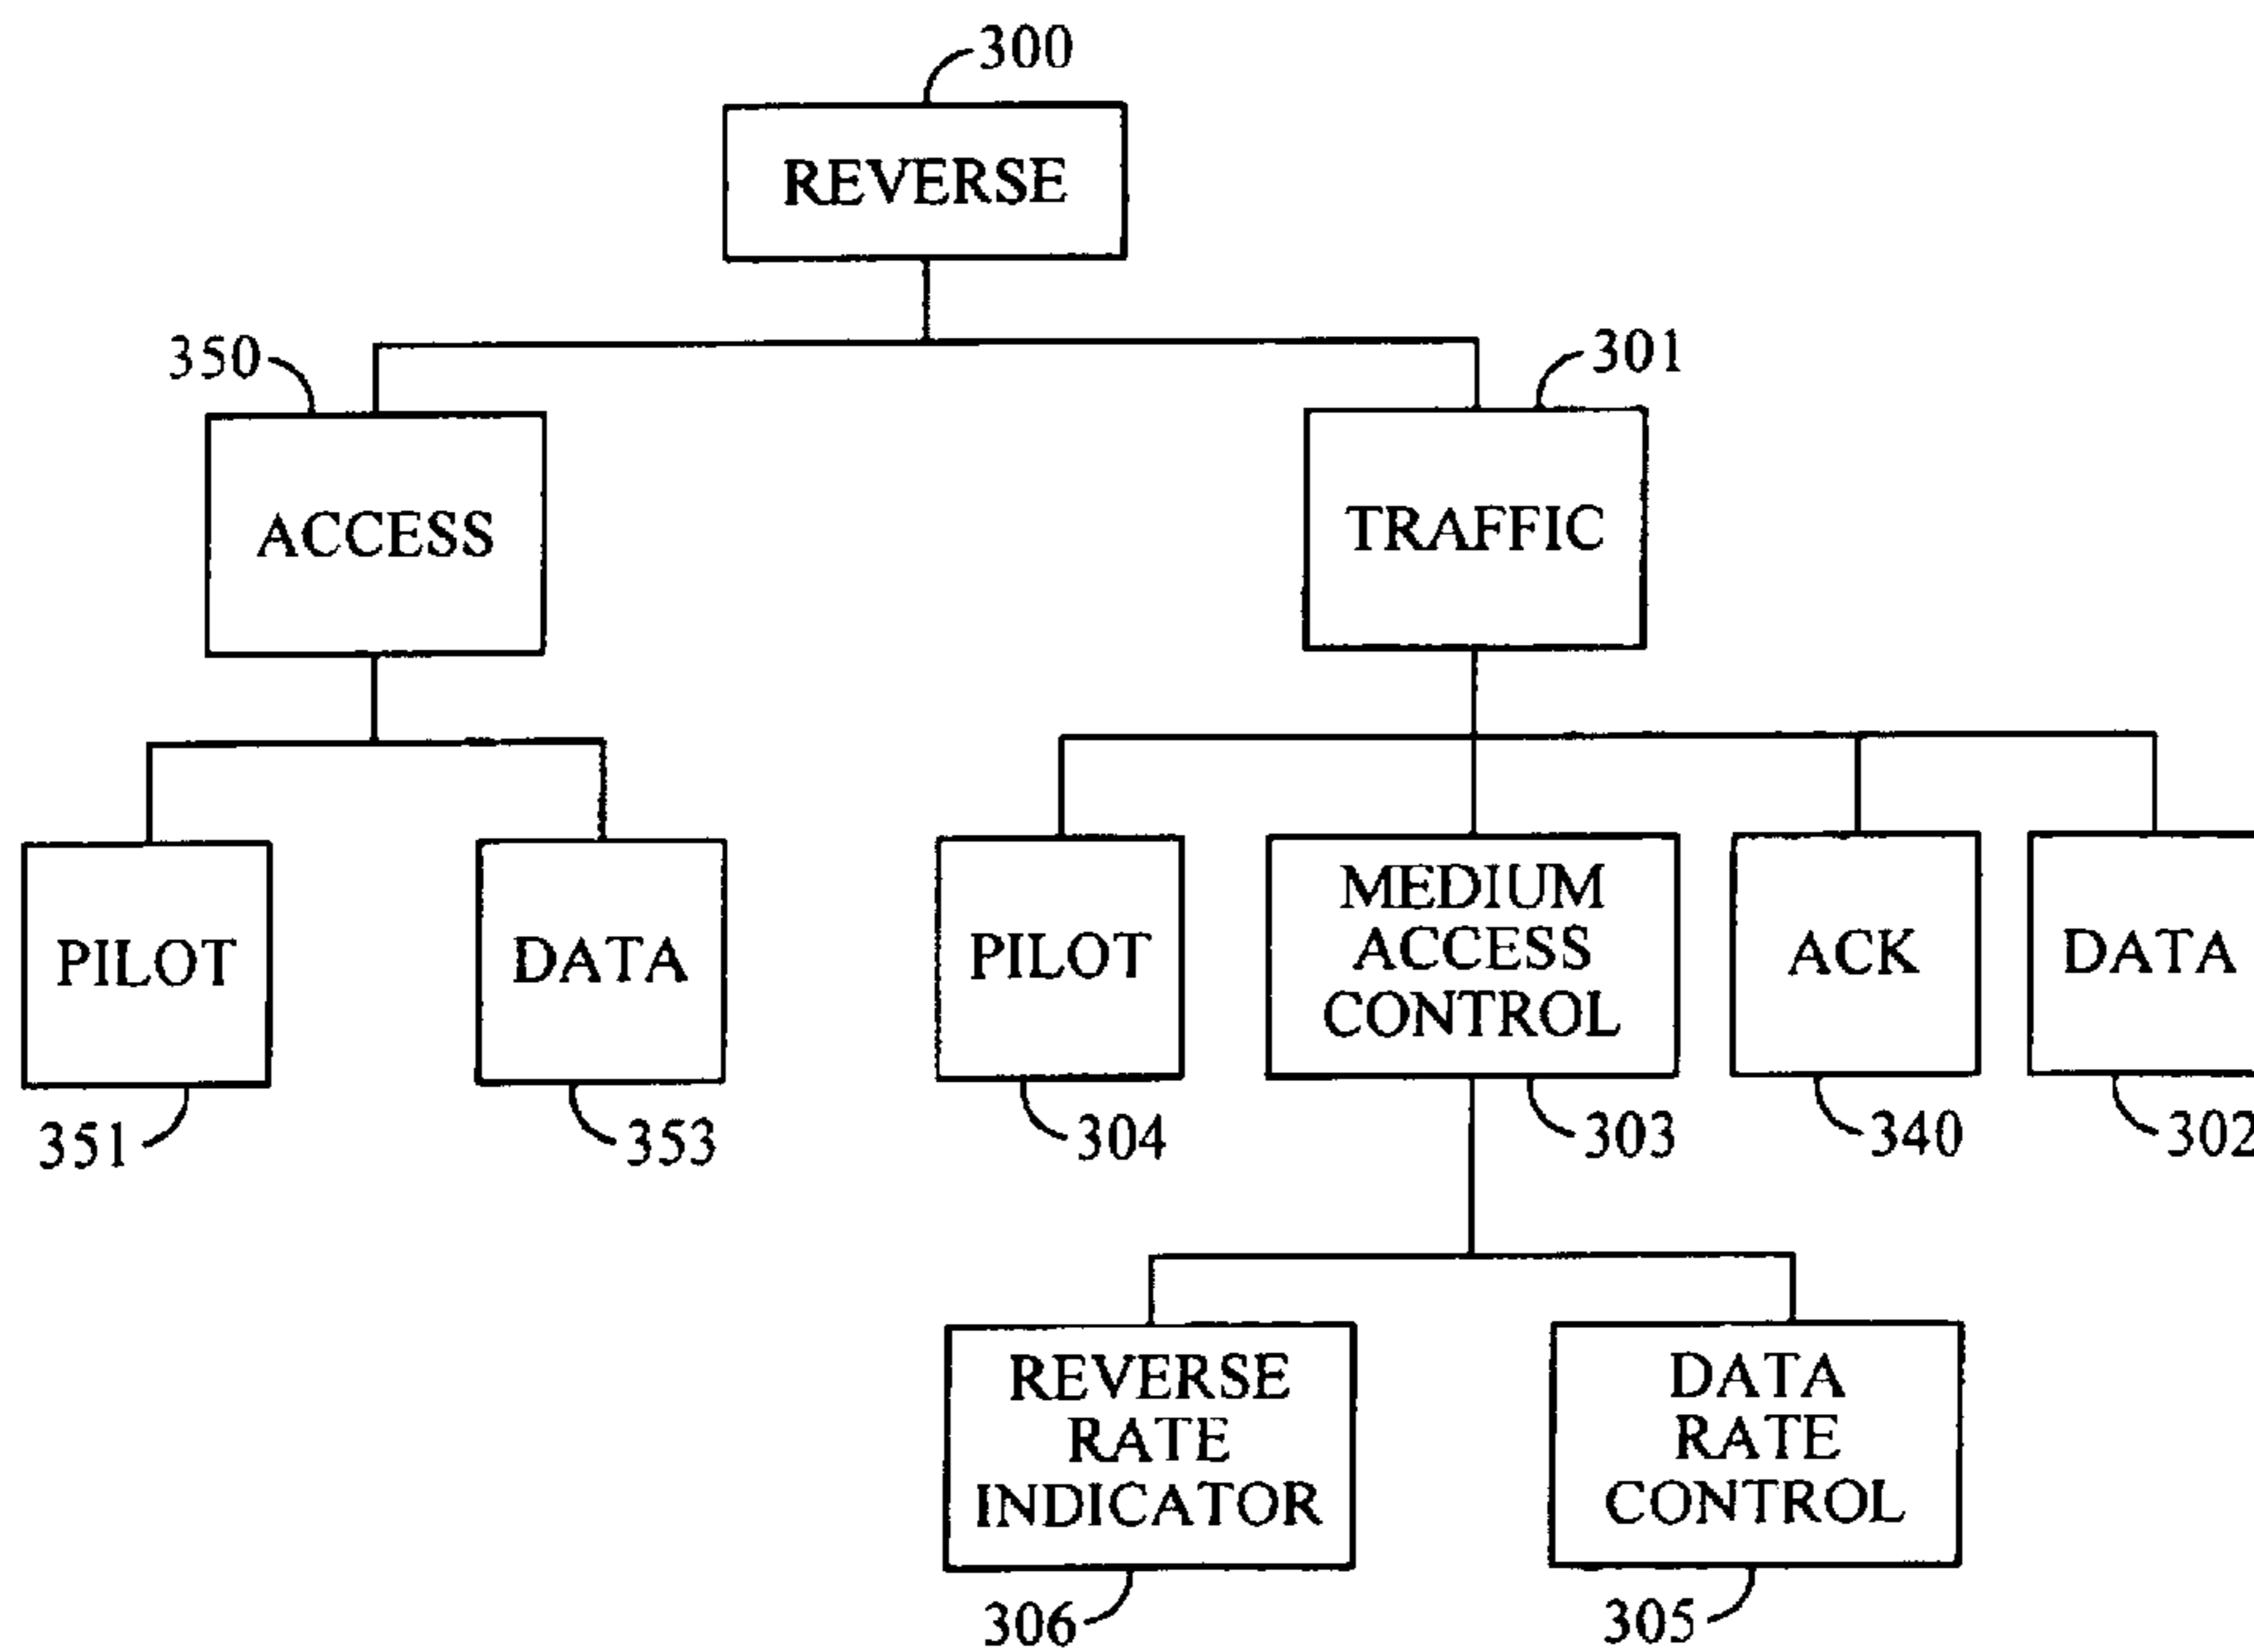 300
REVERSE
350
301
ACCESS
TRAFFIC
PILOT
DATA
PILOT
MEDIUM
ACCESS
CONTROL
ACK
DATA
351
353
304
303
340
302
REVERSE
RATE
INDICATOR
DATA
RATE
CONTROL
306
305